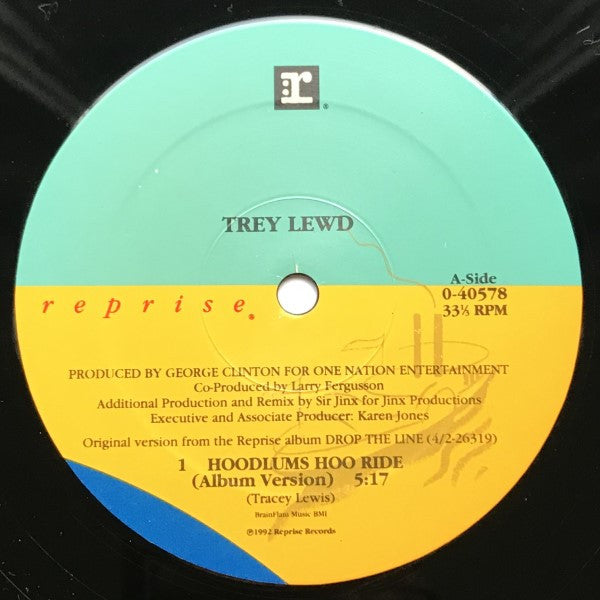 r
TREY LEWD
A-Side
0-40578
33⅓ RPM
reprise®
PRODUCED BY GEORGE CLINTON FOR ONE NATION ENTERTAINMENT
Co-Produced by Larry Fergusson
Additional Production and Remix by Sir Jinx for Jinx Productions
Executive and Associate Producer: Karen Jones
Original version from the Reprise album DROP THE LINE (4/2-26319)
1 HOODLUMS HOO RIDE
(Album Version) 5:17
(Tracey Lewis)
BrainFlani Music BMI
℗1992 Reprise Records